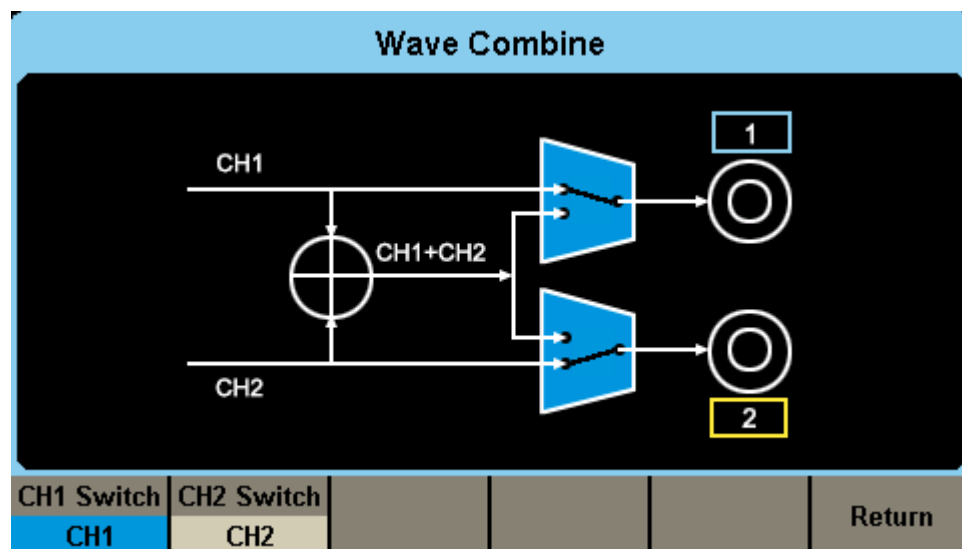 Wave Combine
1
CH1
CH1+CH2
CH2
2
CH1 Switch CH2 Switch
CH1 CH2
Return